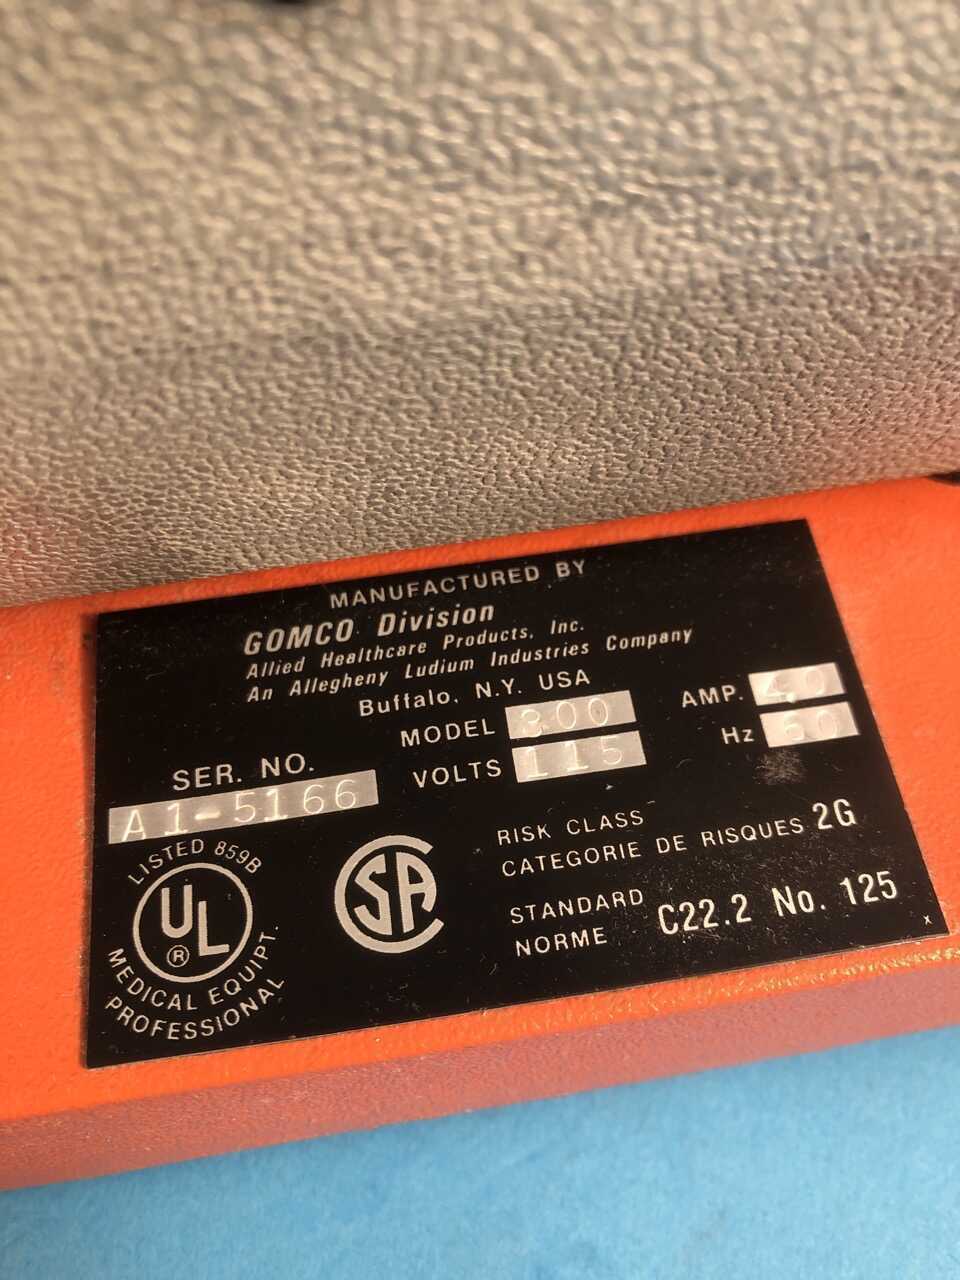 MANUFACTURED BY
GOMCO Division
Allied Healthcare Products, Inc.
An Allegheny Ludium Industries Company
Buffalo, N.Y. USA
MODEL 300 AMP. 4.0
VOLTS 115 Hz 60
SER. NO.
A1-5166
LISTED 859B
UL
®
MEDICAL EQUIPT.
PROFESSIONAL
CSA
RISK CLASS
CATEGORIE DE RISQUES 2G
STANDARD
NORME C22.2 No. 125
x